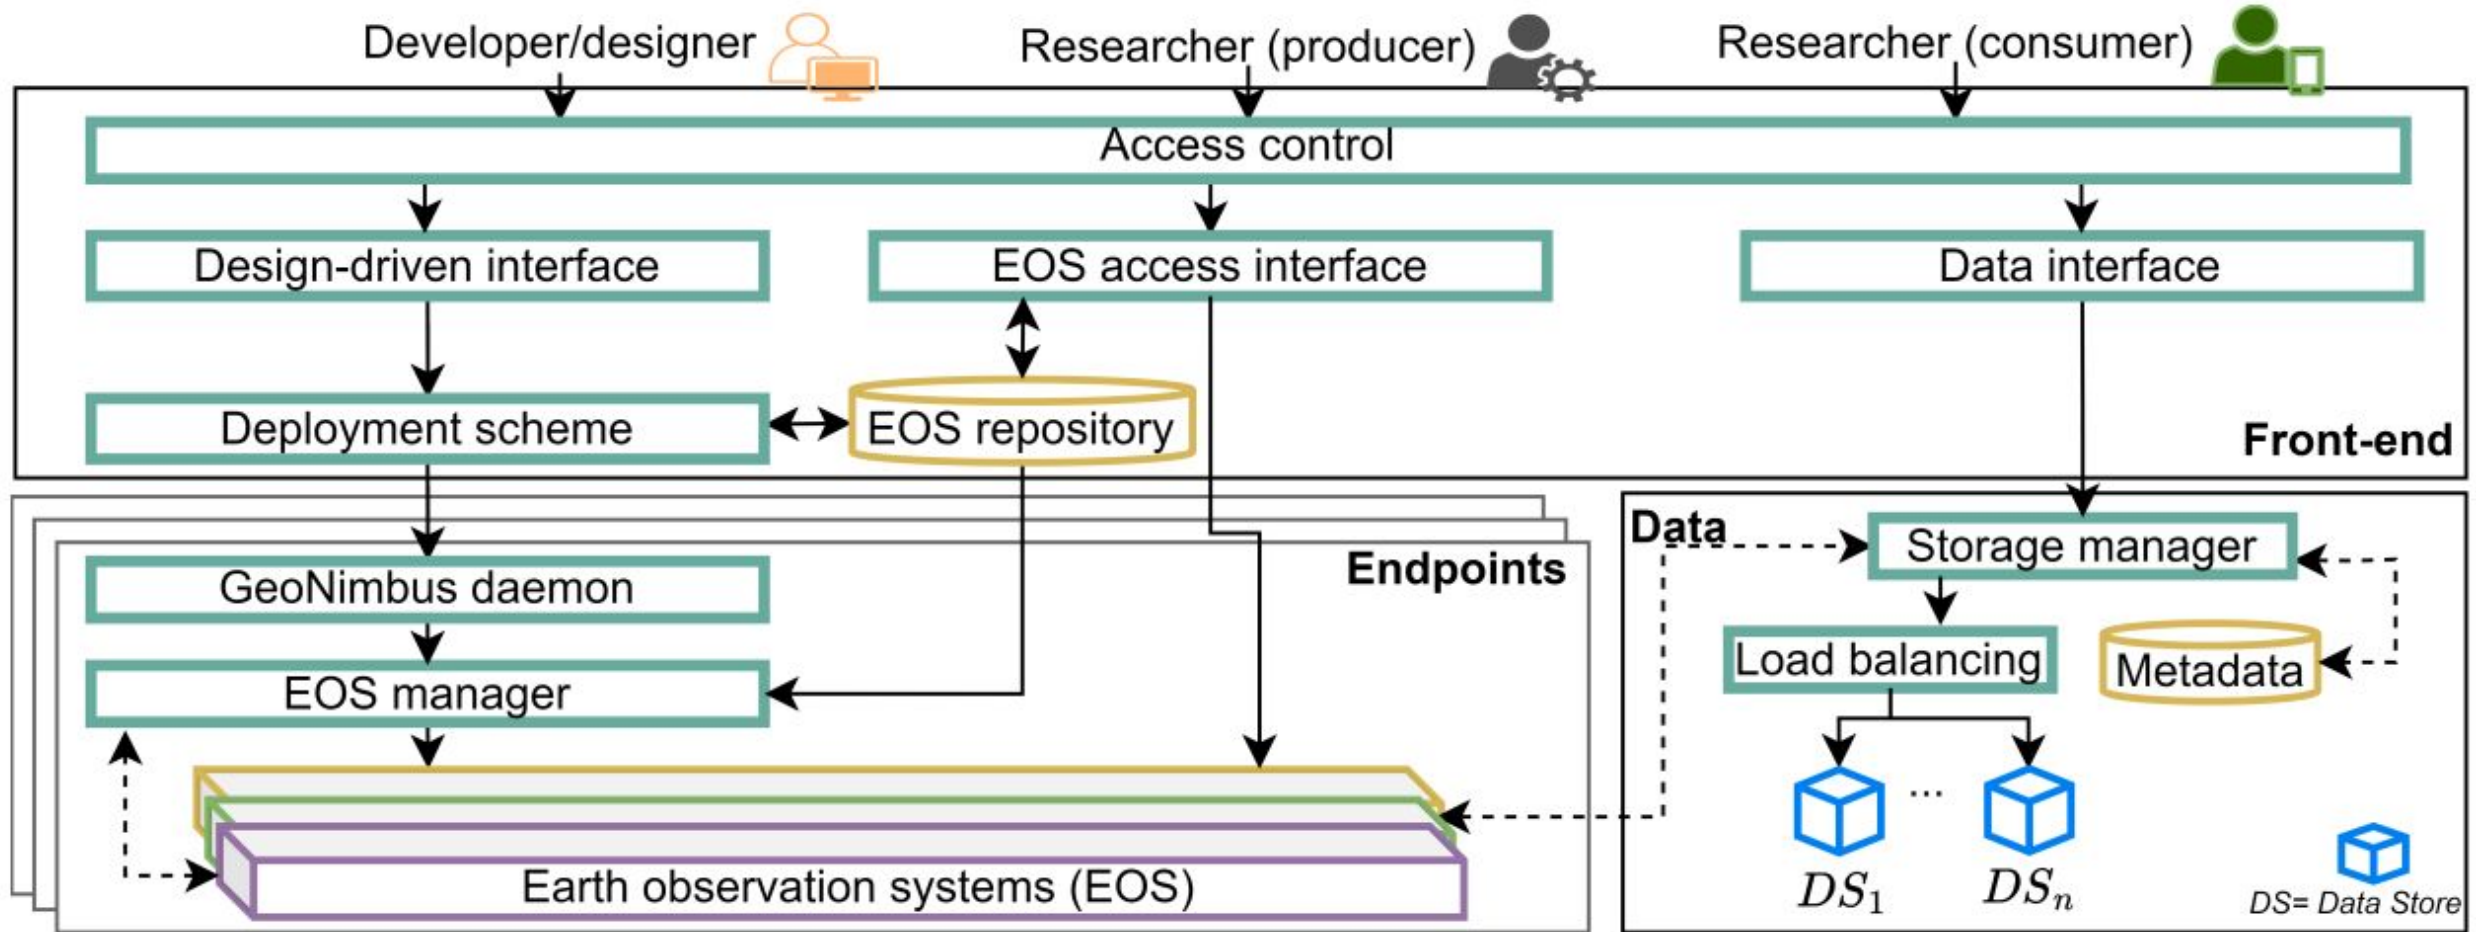 Developer/designer
Researcher (producer)
Researcher (consumer)
Access control
Design-driven interface
EOS access interface
Data interface
Deployment scheme
EOS repository
Front-end
Data
Storage manager
Endpoints
GeoNimbus daemon
Load balancing
Metadata
EOS manager
...
Earth observation systems (EOS)
DS1
DSn
DS= Data Store